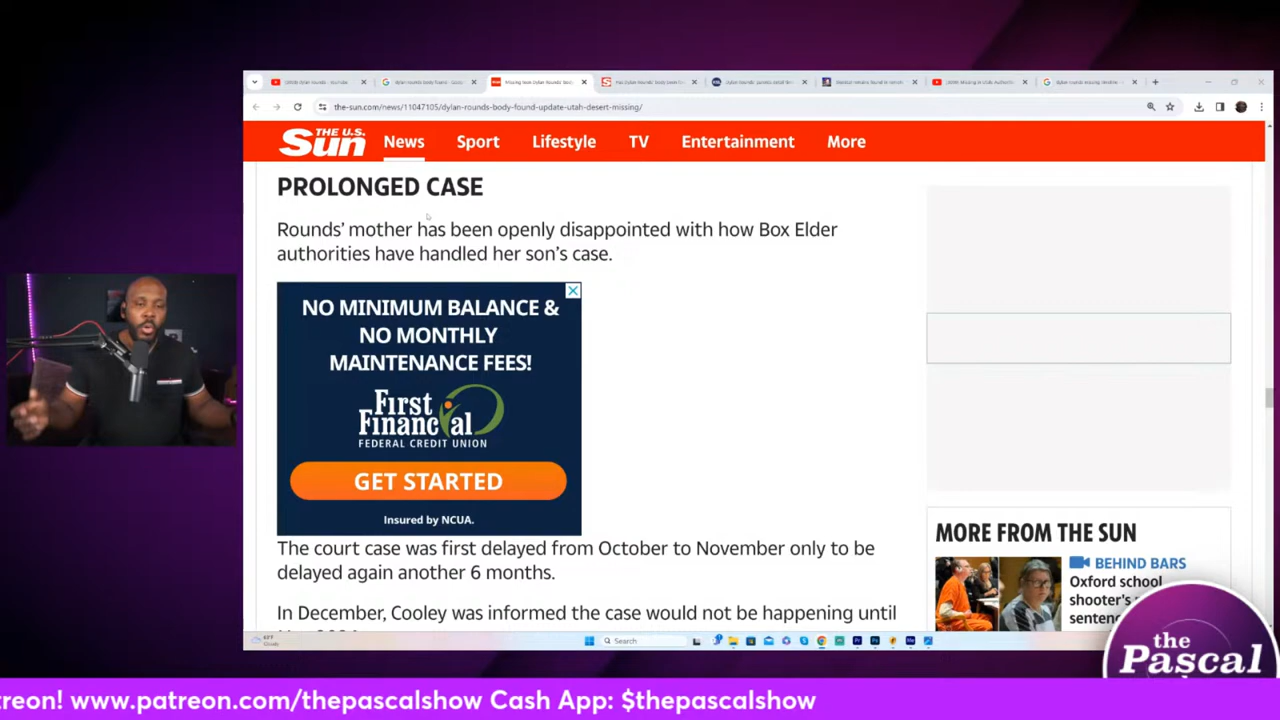 the-sun.com/news/11047105/dylan-rounds-body-found-update-utah-desert-missing/
THE U.S.
Sun
News
Sport
Lifestyle
TV
Entertainment
More
PROLONGED CASE
Rounds' mother has been openly disappointed with how Box Elder
authorities have handled her son's case.
NO MINIMUM BALANCE &
NO MONTHLY
MAINTENANCE FEES!
First
Financial
FEDERAL CREDIT UNION
GET STARTED
Insured by NCUA.
The court case was first delayed from October to November only to be
delayed again another 6 months.
In December, Cooley was informed the case would not be happening until
MORE FROM THE SUN
BEHIND BARS
Oxford school
shooter's
Search
the
Pascal
treon! www.patreon.com/thepascalshow Cash App: $thepascalshow